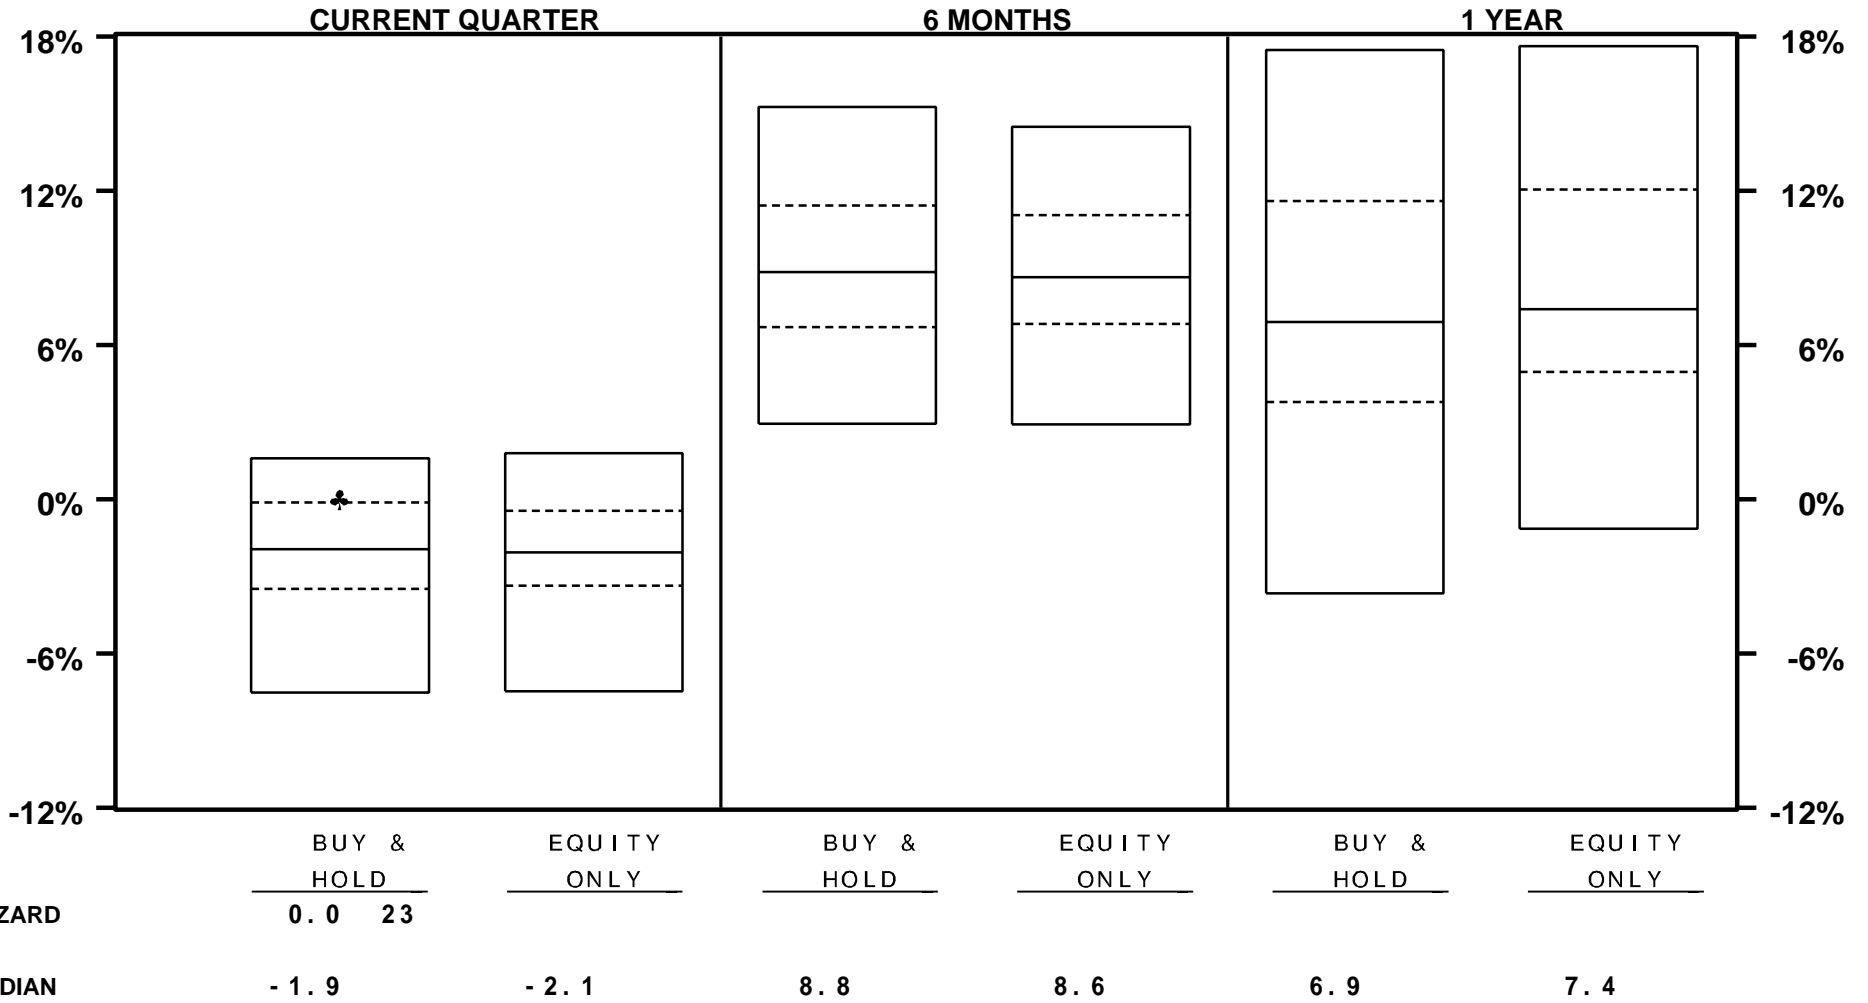 CURRENT QUARTER 6 MONTHS 1 YEAR
18% 18%
12% 12%
6% 6%
0% 0%
-6% -6%
-12% -12%
BUY & EQUITY BUY & EQUITY BUY & EQUITY
HOLD ONLY HOLD ONLY HOLD ONLY
ZARD 0.0 23
DIAN -1.9 -2.1 8.8 8.6 6.9 7.4